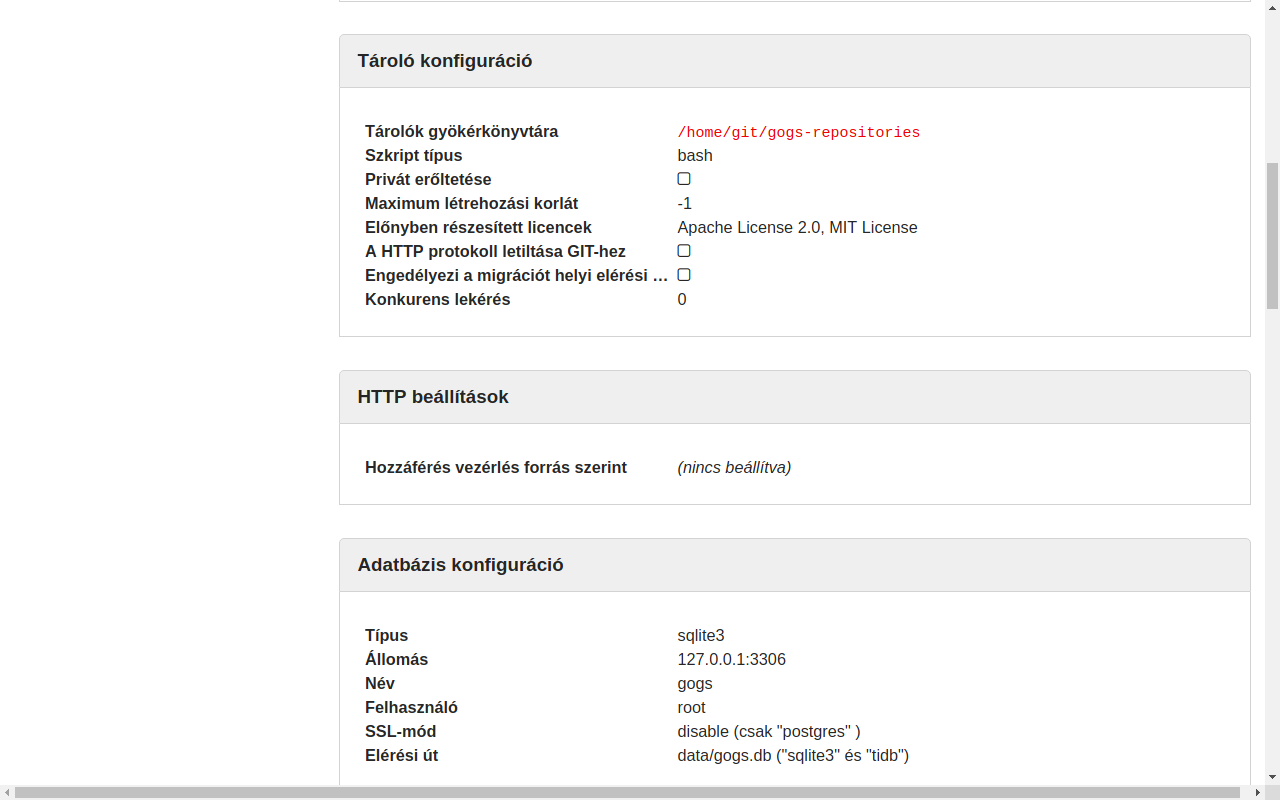 Tároló konfiguráció
Tárolók gyökérkönyvtára /home/git/gogs-repositories
Szkript típus bash
Privát erőltetése
Maximum létrehozási korlát -1
Előnyben részesített licencek Apache License 2.0, MIT License
A HTTP protokoll letiltása GIT-hez
Engedélyezi a migrációt helyi elérési …
Konkurens lekérés 0
HTTP beállítások
Hozzáférés vezérlés forrás szerint (nincs beállítva)
Adatbázis konfiguráció
Típus sqlite3
Állomás 127.0.0.1:3306
Név gogs
Felhasználó root
SSL-mód disable (csak "postgres" )
Elérési út data/gogs.db ("sqlite3" és "tidb")